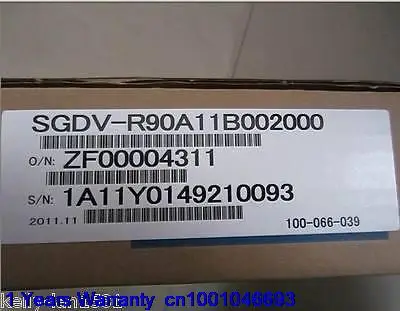 SGDV-R90A11B002000
O/N: ZF00004311
S/N: 1A11Y0149210093
2011.11
100-066-039
1 Years Warranty cn1001046603